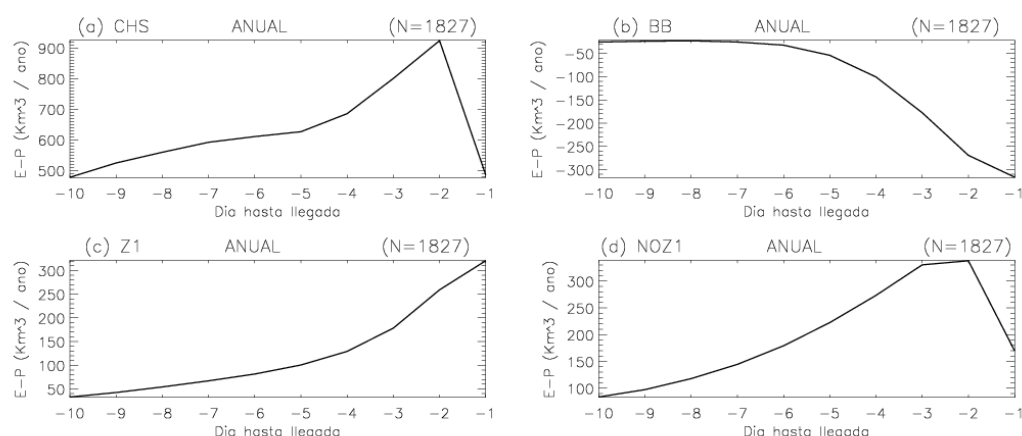 (a) CHS ANUAL (N=1827)
E-P (Km^3 / ano)
900
800
700
600
500
-10 -9 -8 -7 -6 -5 -4 -3 -2 -1
Dia hasta llegada
(b) BB ANUAL (N=1827)
E-P (Km^3 / ano)
-50
-100
-150
-200
-250
-300
-10 -9 -8 -7 -6 -5 -4 -3 -2 -1
Dia hasta llegada
(c) Z1 ANUAL (N=1827)
E-P (Km^3 / ano)
300
250
200
150
100
50
-10 -9 -8 -7 -6 -5 -4 -3 -2 -1
Dia hasta llegada
(d) NOZ1 ANUAL (N=1827)
E-P (Km^3 / ano)
300
250
200
150
100
-10 -9 -8 -7 -6 -5 -4 -3 -2 -1
Dia hasta llegada